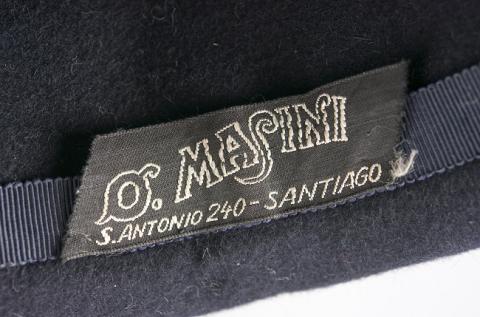 O. MASINI
S. ANTONIO 240 - SANTIAGO